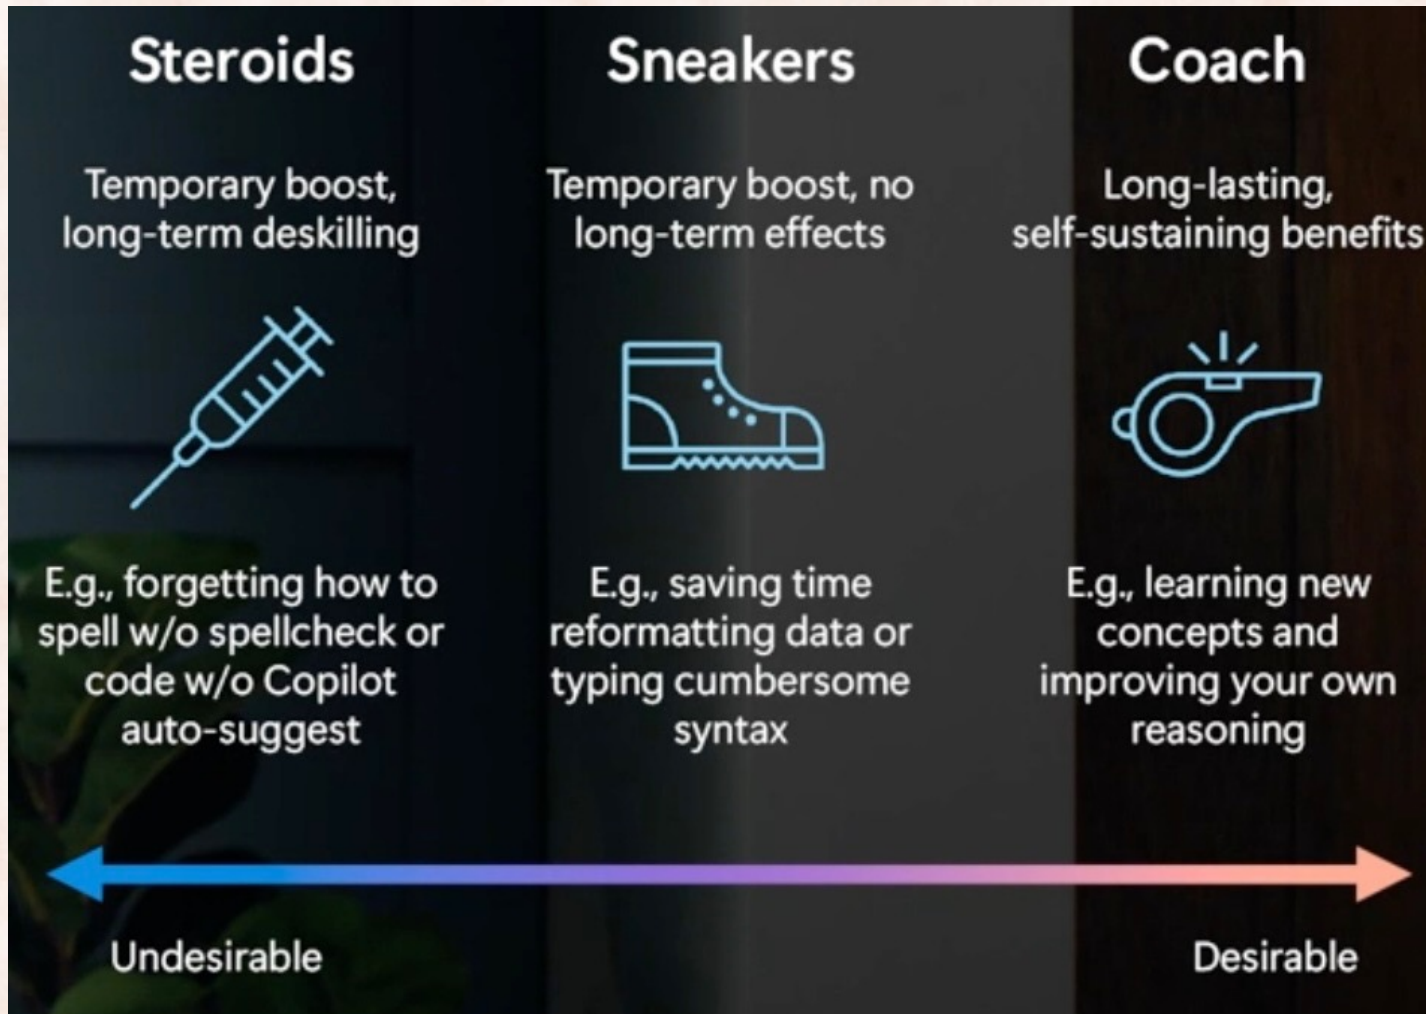 Steroids
Temporary boost,
long-term deskilling
E.g., forgetting how to
spell w/o spellcheck or
code w/o Copilot
auto-suggest
Sneakers
Temporary boost, no
long-term effects
E.g., saving time
reformatting data or
typing cumbersome
syntax
Coach
Long-lasting,
self-sustaining benefits
E.g., learning new
concepts and
improving your own
reasoning
Undesirable
Desirable